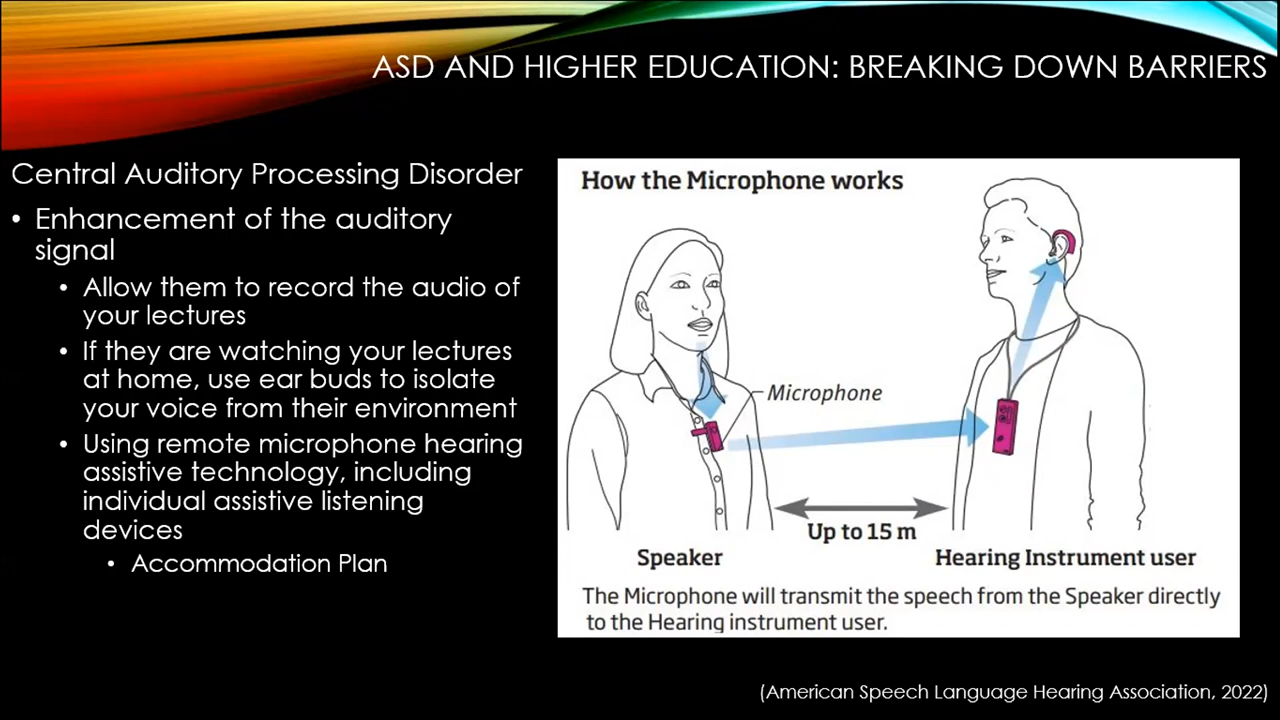 ASD AND HIGHER EDUCATION: BREAKING DOWN BARRIERS
Central Auditory Processing Disorder
• Enhancement of the auditory
signal
• Allow them to record the audio of
your lectures
• If they are watching your lectures
at home, use ear buds to isolate
your voice from their environment
• Using remote microphone hearing
assistive technology, including
individual assistive listening
devices
• Accommodation Plan
How the Microphone works
Microphone
Up to 15 m
Speaker
Hearing Instrument user
The Microphone will transmit the speech from the Speaker directly
to the Hearing instrument user.
(American Speech Language Hearing Association, 2022)